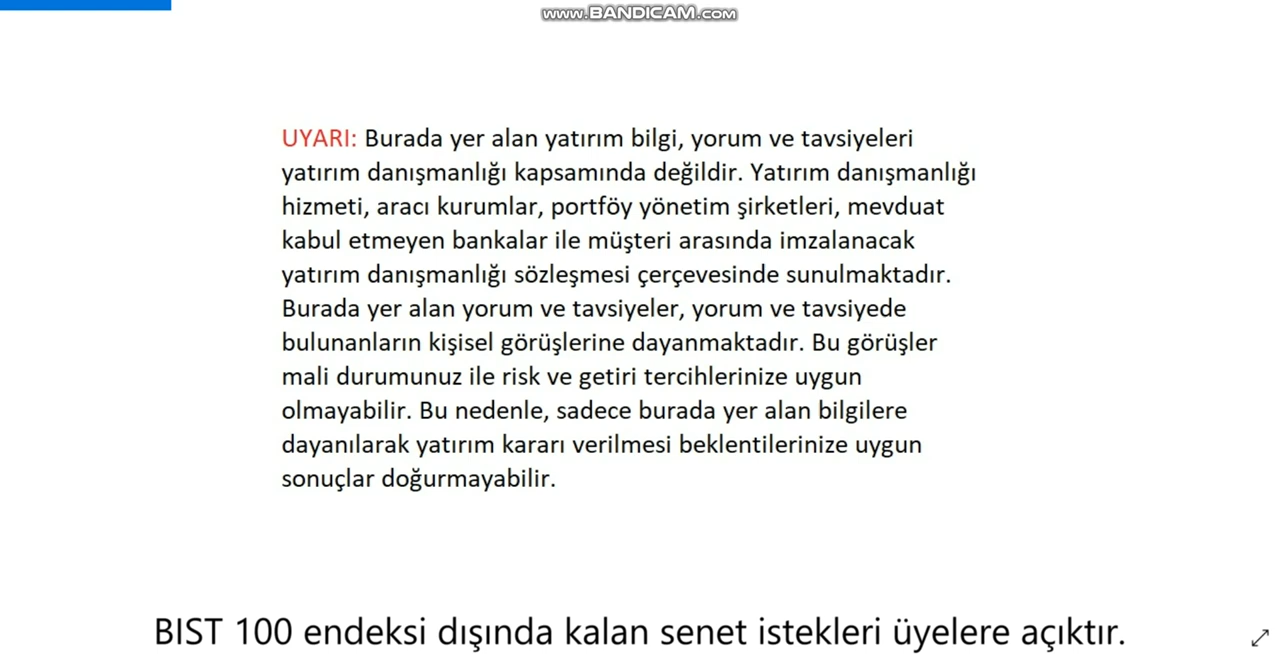 www.BANDICAM.com
UYARI: Burada yer alan yatırım bilgi, yorum ve tavsiyeleri
yatırım danışmanlığı kapsamında değildir. Yatırım danışmanlığı
hizmeti, aracı kurumlar, portföy yönetim şirketleri, mevduat
kabul etmeyen bankalar ile müşteri arasında imzalanacak
yatırım danışmanlığı sözleşmesi çerçevesinde sunulmaktadır.
Burada yer alan yorum ve tavsiyeler, yorum ve tavsiyede
bulunanların kişisel görüşlerine dayanmaktadır. Bu görüşler
mali durumunuz ile risk ve getiri tercihlerinize uygun
olmayabilir. Bu nedenle, sadece burada yer alan bilgilere
dayanılarak yatırım kararı verilmesi beklentilerinize uygun
sonuçlar doğurmayabilir.
BIST 100 endeksi dışında kalan senet istekleri üyelere açıktır.